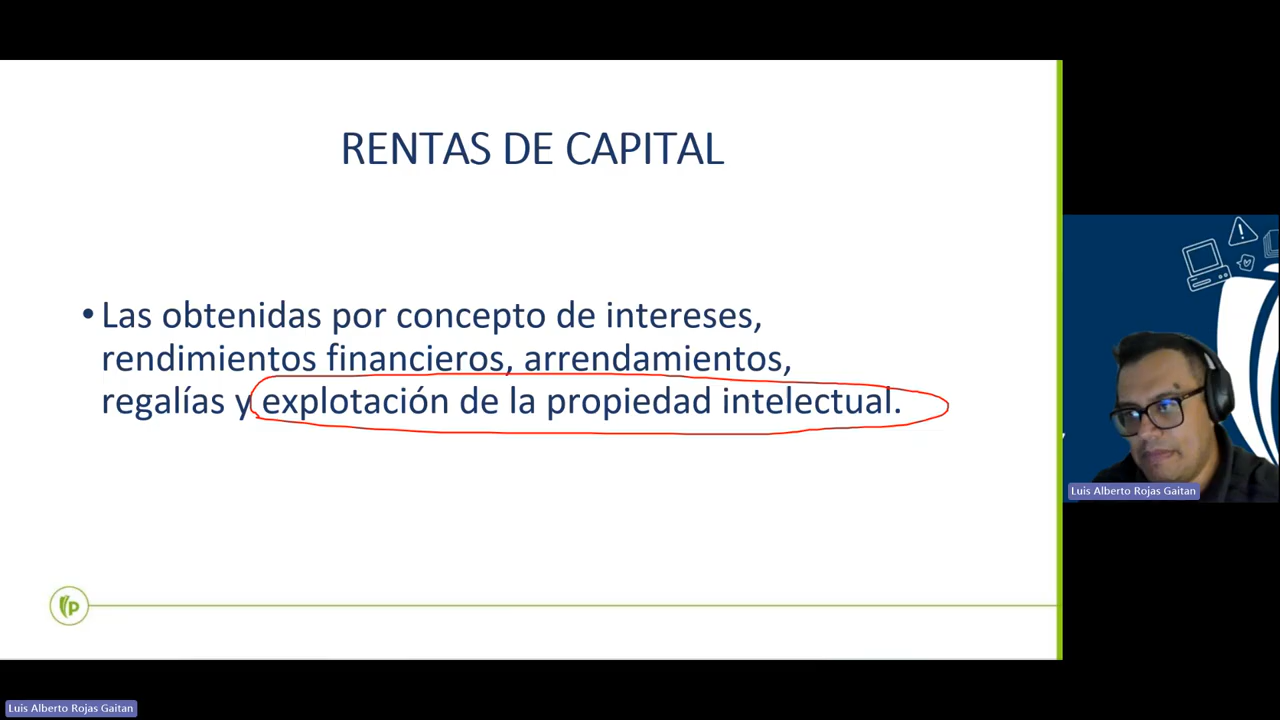 RENTAS DE CAPITAL
• Las obtenidas por concepto de intereses,
rendimientos financieros, arrendamientos,
regalías y explotación de la propiedad intelectual.
P
Luis Alberto Rojas Gaitan
Luis Alberto Rojas Gaitan